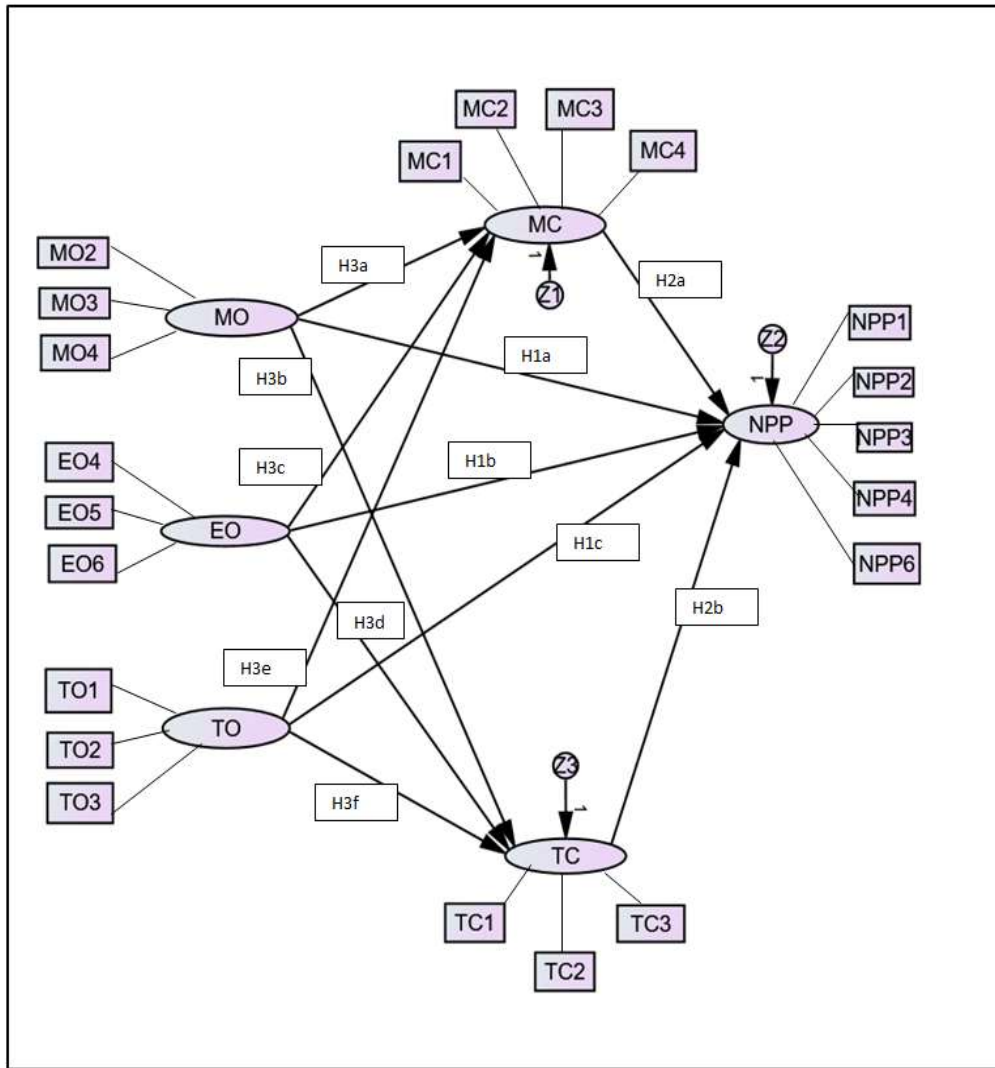 MC2
MC3
MC1
MC4
MC
MO2
MO3
MO4
MO
H3a
1
Z1
H2a
NPP1
NPP2
NPP3
NPP4
NPP6
Z2
1
NPP
H1a
H3b
EO4
EO5
EO6
EO
H3c
H1b
H1c
H3d
H2b
H3e
TO1
TO2
TO3
TO
H3f
Z3
1
TC
TC1
TC2
TC3